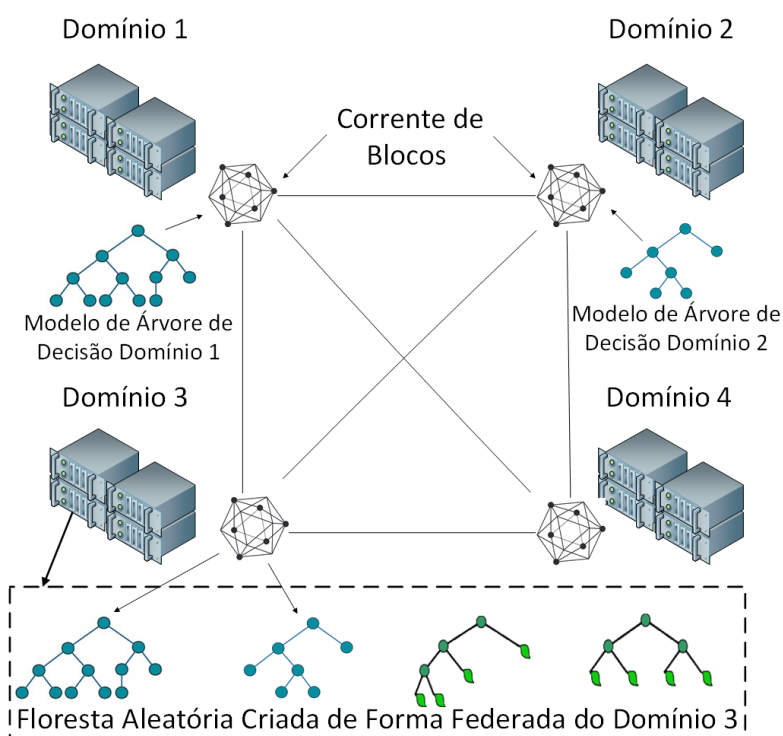 Domínio 1
Domínio 2
Corrente de
Blocos
Modelo de Árvore de
Decisão Domínio 1
Modelo de Árvore de
Decisão Domínio 2
Domínio 3
Domínio 4
Floresta Aleatória Criada de Forma Federada do Domínio 3